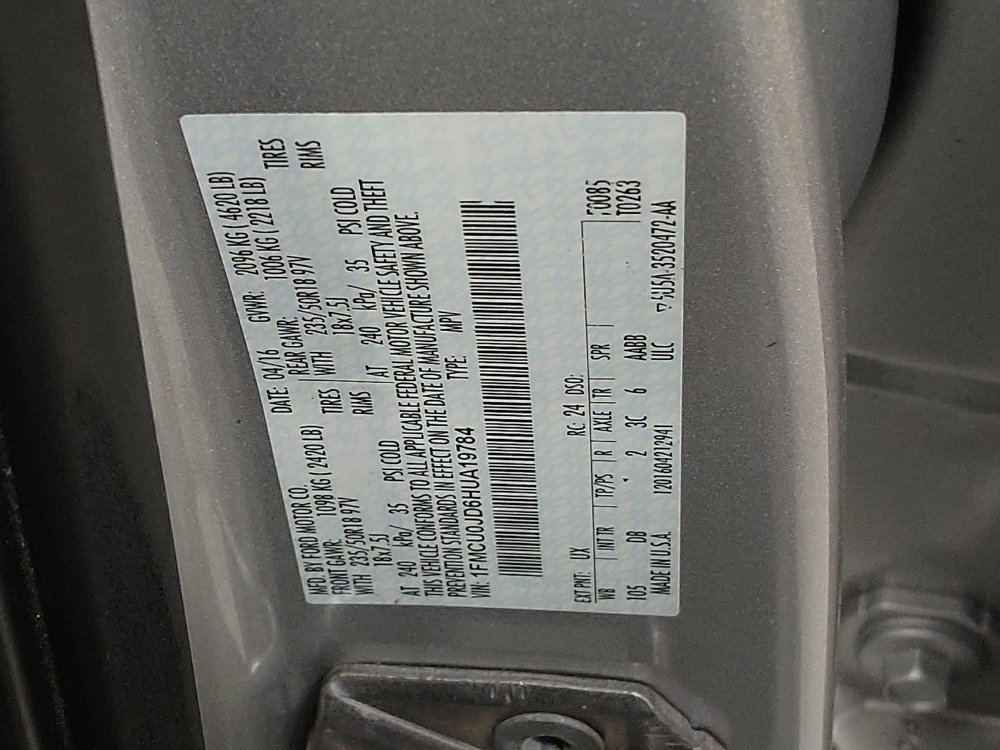 MFD. BY FORD MOTOR CO.
DATE: 04/16 GVWR: 2096 KG ( 4620 LB)
FRONT GAWR: 1098 KG ( 2420 LB) REAR GAWR: 1006 KG ( 2218 LB)
WITH 235/50R18 97V TIRES WITH 235/50R18 97V TIRES
18x7.5J RIMS 18x7.5J RIMS
AT 240 kPa/ 35 PSI COLD AT 240 kPa/ 35 PSI COLD
THIS VEHICLE CONFORMS TO ALL APPLICABLE FEDERAL MOTOR VEHICLE SAFETY AND THEFT
PREVENTION STANDARDS IN EFFECT ON THE DATE OF MANUFACTURE SHOWN ABOVE.
VIN: 1FMCU0JD6HUA19784 TYPE: MPV
EXT PNT: UX RC: 24 DSO:
WB INT TR TP/PS R AXLE TR SPR
105 DB 2 3C 6 AABB
F0085
T0263
MADE IN U.S.A. 120160421294 ULC 5U5A-3520472-AA